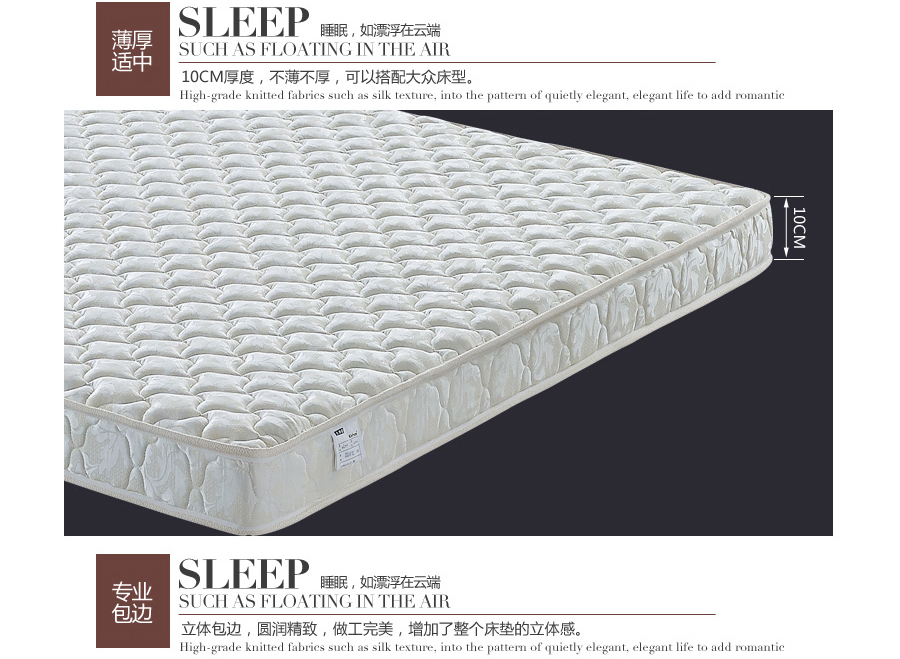 薄厚
适中
SLEEP 睡眠，如漂浮在云端
SUCH AS FLOATING IN THE AIR
10CM厚度，不薄不厚，可以搭配大众床型。
High-grade knitted fabrics such as silk texture, into the pattern of quietly elegant, elegant life to add romantic
10CM
专业
包边
SLEEP 睡眠，如漂浮在云端
SUCH AS FLOATING IN THE AIR
立体包边，圆润精致，做工完美，增加了整个床垫的立体感。
High-grade knitted fabrics such as silk texture, into the pattern of quietly elegant, elegant life to add romantic